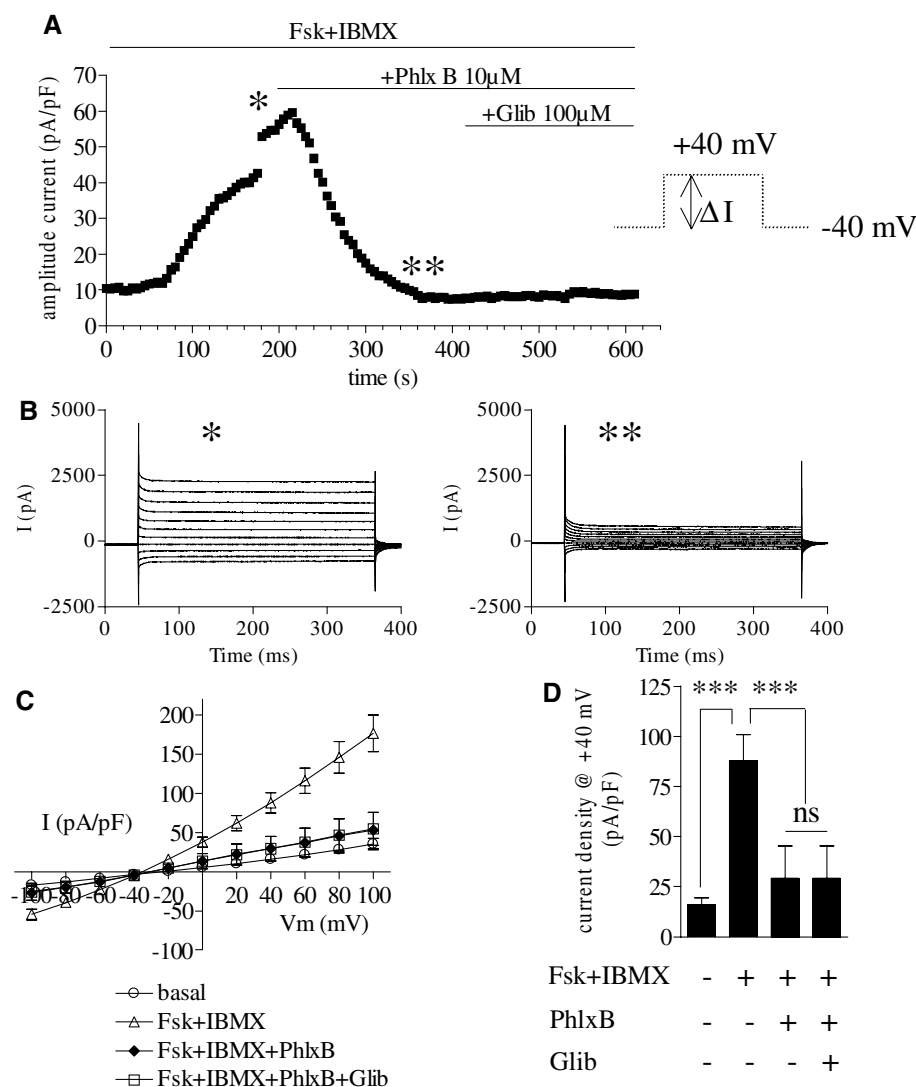 A
Fsk+IBMX
+Phlx B 10µM
+Glib 100µM
amplitude current (pA/pF)
70
60
50
40
30
20
10
0
*
**
0 100 200 300 400 500 600
time (s)
+40 mV
ΔI
-40 mV
B
5000
2500
0
-2500
I (pA)
*
0 100 200 300 400
Time (ms)
5000
2500
0
-2500
I (pA)
**
0 100 200 300 400
Time (ms)
C
I (pA/pF)
200
150
100
50
-50
-100
-100 -80 -60 -40 -20 20 40 60 80 100
Vm (mV)
basal
Fsk+IBMX
Fsk+IBMX+PhlxB
Fsk+IBMX+PhlxB+Glib
D
current density @ +40 mV
(pA/pF)
125
100
75
50
25
0
*** ***
ns
Fsk+IBMX - + + +
PhlxB - - + +
Glib - - - +